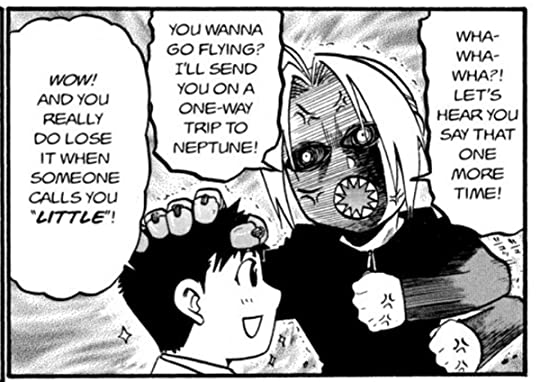 WHA-
WHA-
WHA?!
LET'S
HEAR YOU
SAY THAT
ONE
MORE
TIME!
YOU WANNA
GO FLYING?
I'LL SEND
YOU ON A
ONE-WAY
TRIP TO
NEPTUNE!
WOW!
AND YOU
REALLY
DO LOSE
IT WHEN
SOMEONE
CALLS YOU
"LITTLE"!